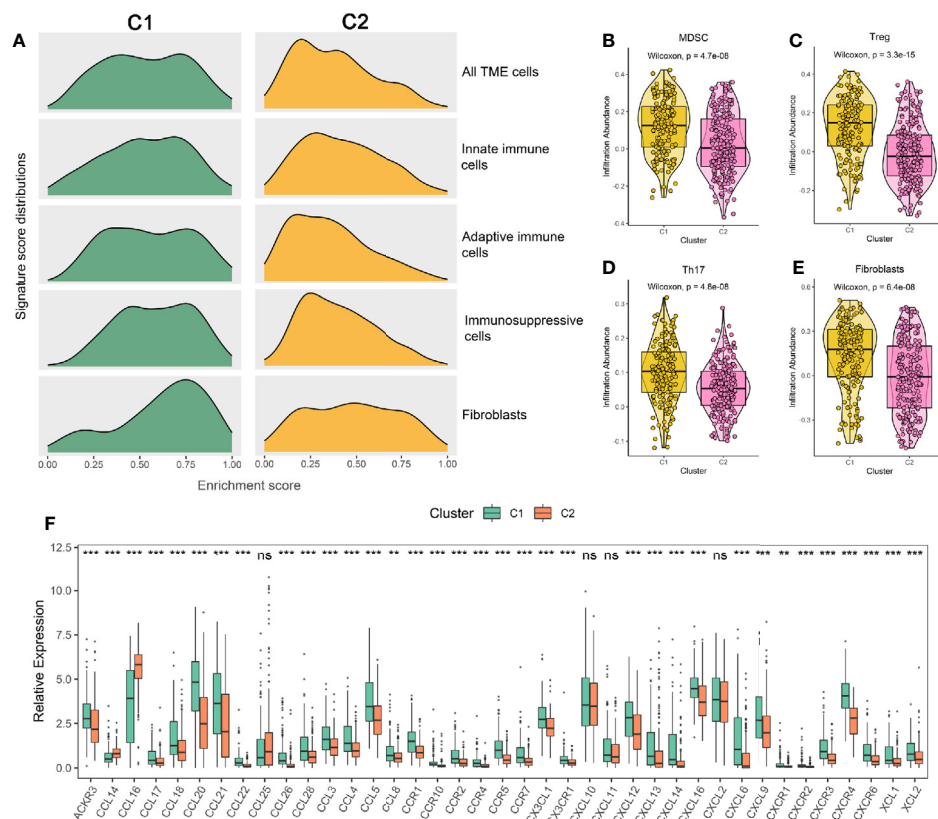 A
C1
C2
Signature score distributions
All TME cells
Innate immune
cells
Adaptive immune
cells
Immunosuppressive
cells
Fibroblasts
0.00 0.25 0.50 0.75 1.00
0.00 0.25 0.50 0.75 1.00
Enrichment score
B
MDSC
Wilcoxon, p = 4.7e-08
Infiltration Abundance
0.4
0.2
0.0
0.2
0.4
C1 C2
Cluster
C
Treg
Wilcoxon, p = 3.3e-15
Infiltration Abundance
0.4
0.2
0.0
0.2
C1 C2
Cluster
D
Th17
Wilcoxon, p = 4.8e-08
Infiltration Abundance
0.3
0.2
0.1
0.0
-0.1
C1 C2
Cluster
E
Fibroblasts
Wilcoxon, p = 6.4e-08
Infiltration Abundance
0.6
0.3
0.0
-0.3
C1 C2
Cluster
F
Cluster C1 C2
Relative Expression
12.5
10.0
7.5
5.0
2.5
0.0
*** *** *** *** *** *** *** *** ns *** *** *** *** *** ** *** *** *** *** *** *** *** *** ns ns *** *** *** *** ns *** *** ** *** *** *** *** *** ***
ACKR3 CCL14 CCL16 CCL17 CCL18 CCL20 CCL21 CCL22 CCL25 CCL26 CCL28 CCL3 CCL4 CCL5 CCL8 CCR1 CCR10 CCR2 CCR4 CCR5 CCR7 CX3CL1 CX3CR1 CXCL10 CXCL11 CXCL12 CXCL13 CXCL14 CXCL16 CXCL2 CXCL6 CXCL9 CXCR1 CXCR2 CXCR3 CXCR4 CXCR6 XCL1 XCL2